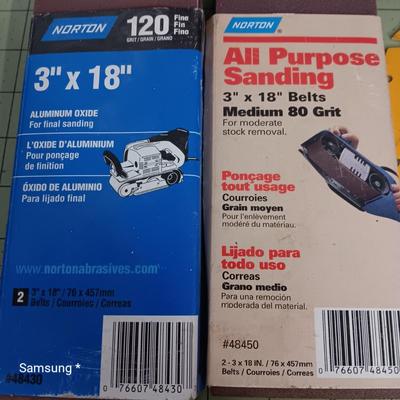 NORTON
120
Fine
Fin
Fino
GRIT/GRAIN/GRANO
3" x 18"
ALUMINUM OXIDE
For final sanding
L'OXIDE D'ALUMINIUM
Pour ponçage
de finition
ÓXIDO DE ALUMINIO
Para lijado final
www.nortonabrasives.com
2
3" x 18" / 76 x 457mm
Belts / Courroies / Correas
#48430
0 76607 48430
Samsung *
NORTON
All Purpose
Sanding
3" x 18" Belts
Medium 80 Grit
For moderate
stock removal.
Ponçage
tout usage
Courroies
Grain moyen
Pour l'enlèvement
modéré du matériau.
Lijado para
todo uso
Correas
Grano medio
Para una remoción
moderada del material.
#48450
2 - 3 x 18 IN. / 76 x 457mm
Belts / Courroies / Correas
0 76607 48450